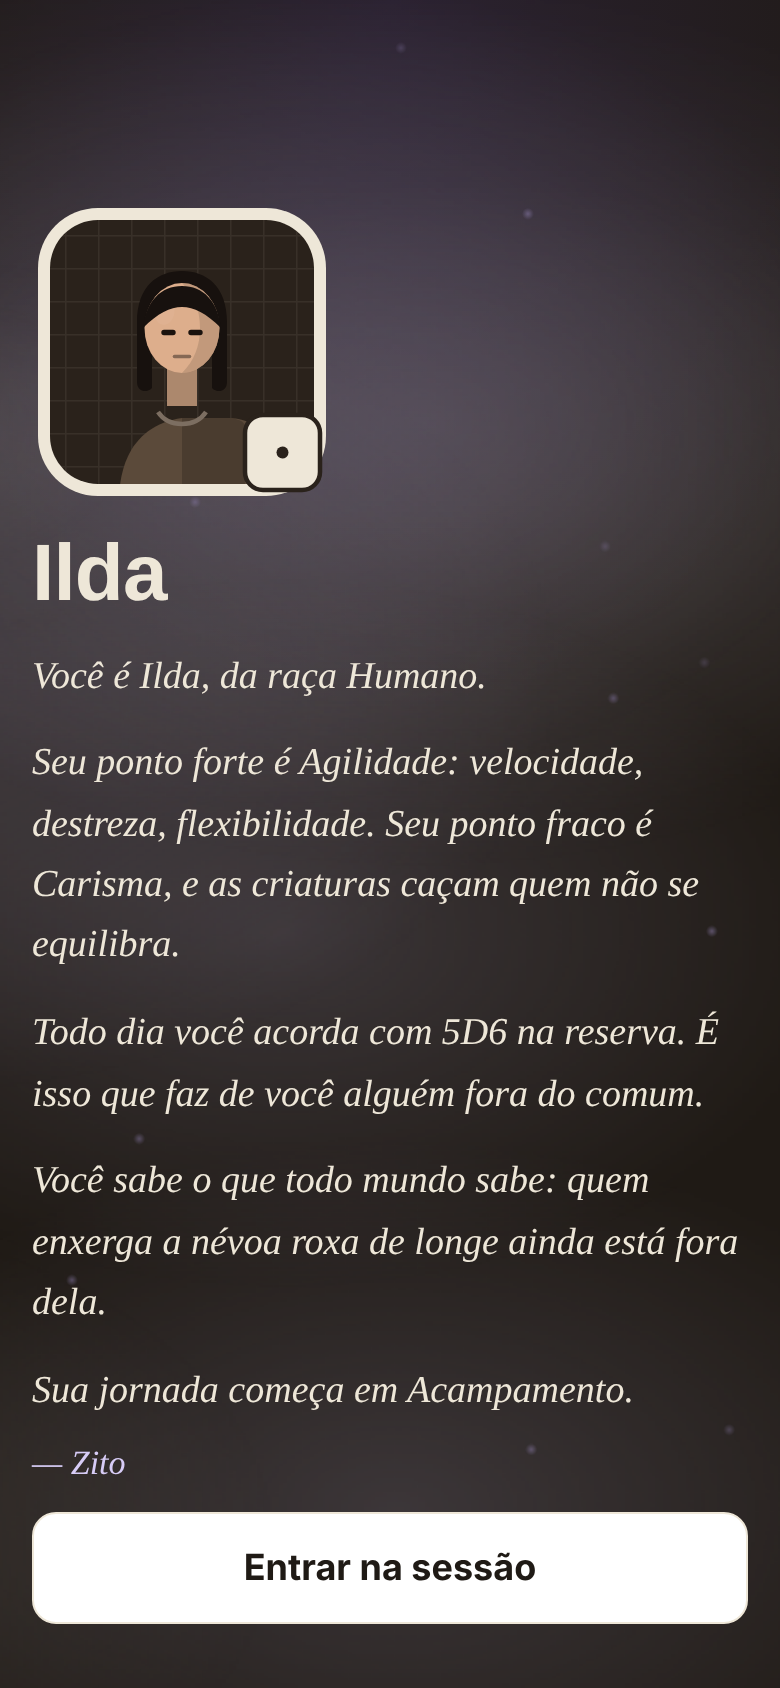 Ilda
Você é Ilda, da raça Humano.
Seu ponto forte é Agilidade: velocidade,
destreza, flexibilidade. Seu ponto fraco é
Carisma, e as criaturas caçam quem não se
equilibra.
Todo dia você acorda com 5D6 na reserva. É
isso que faz de você alguém fora do comum.
Você sabe o que todo mundo sabe: quem
enxerga a névoa roxa de longe ainda está fora
dela.
Sua jornada começa em Acampamento.
— Zito
Entrar na sessão